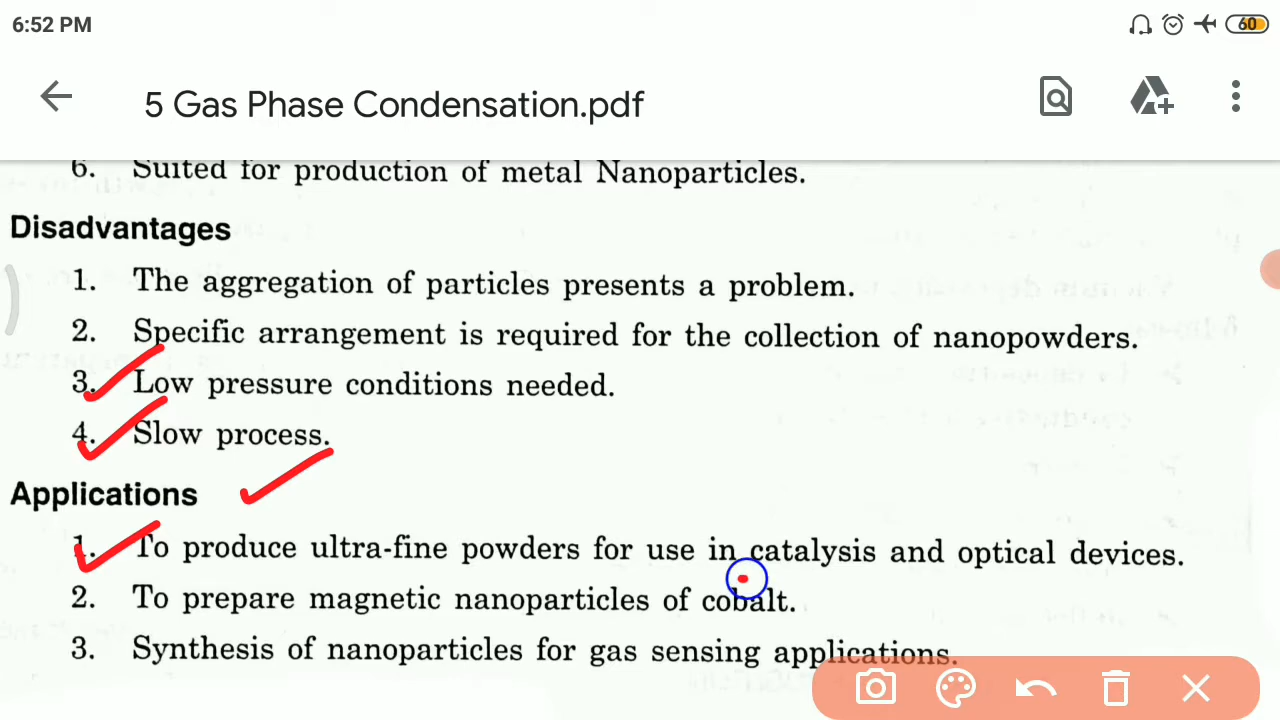 6:52 PM
60
5 Gas Phase Condensation.pdf
6. Suited for production of metal Nanoparticles.
Disadvantages
1. The aggregation of particles presents a problem.
2. Specific arrangement is required for the collection of nanopowders.
3. Low pressure conditions needed.
4. Slow process.
Applications
1. To produce ultra-fine powders for use in catalysis and optical devices.
2. To prepare magnetic nanoparticles of cobalt.
3. Synthesis of nanoparticles for gas sensing applications.